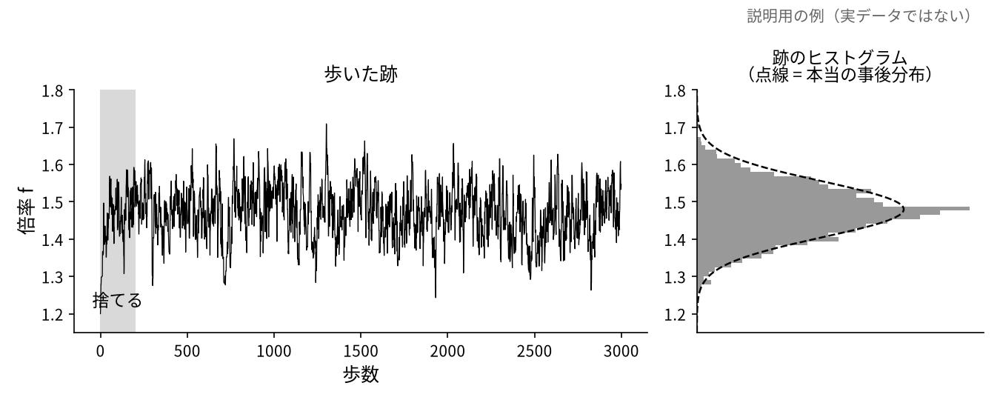 説明用の例（実データではない）
歩いた跡
倍率 f
1.8
1.7
1.6
1.5
1.4
1.3
1.2
捨てる
0 500 1000 1500 2000 2500 3000
歩数
跡のヒストグラム
（点線 = 本当の事後分布）
1.8
1.7
1.6
1.5
1.4
1.3
1.2